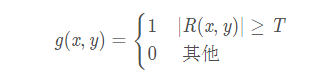 g(x, y) = { 1 |R(x, y)| ≥ T
0 其他